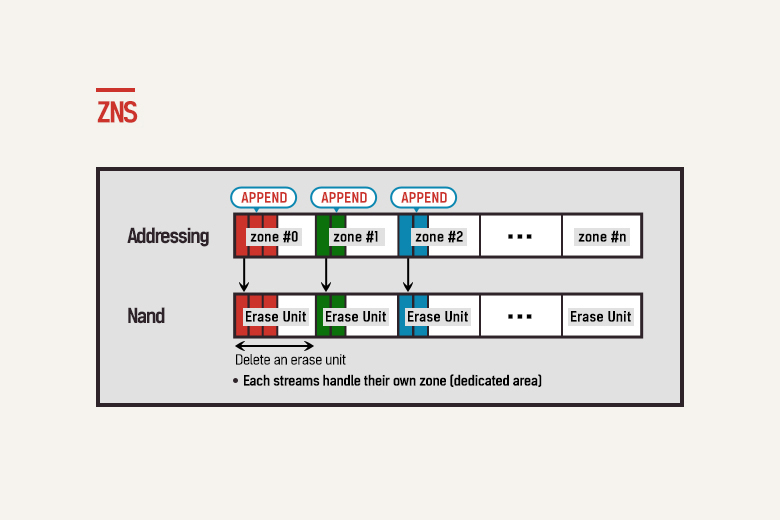 ZNS
APPEND APPEND APPEND
Addressing zone #0 zone #1 zone #2 ... zone #n
Nand Erase Unit Erase Unit Erase Unit ... Erase Unit
Delete an erase unit
• Each streams handle their own zone (dedicated area)